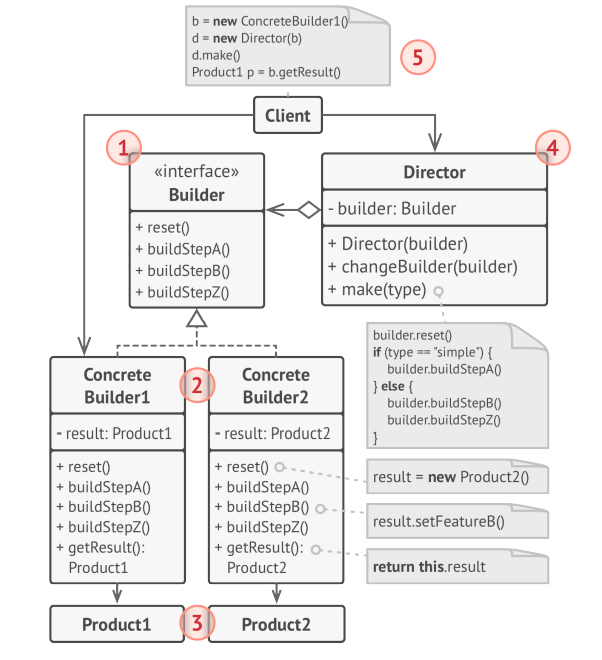 b = new ConcreteBuilder1()
d = new Director(b)
d.make()
Product1 p = b.getResult()
5
Client
1
«interface»
Builder
+ reset()
+ buildStepA()
+ buildStepB()
+ buildStepZ()
4
Director
- builder: Builder
+ Director(builder)
+ changeBuilder(builder)
+ make(type)
builder.reset()
if (type == "simple") {
builder.buildStepA()
} else {
builder.buildStepB()
builder.buildStepZ()
}
Concrete
Builder1
- result: Product1
+ reset()
+ buildStepA()
+ buildStepB()
+ buildStepZ()
+ getResult():
Product1
2
Concrete
Builder2
- result: Product2
+ reset()
+ buildStepA()
+ buildStepB()
+ buildStepZ()
+ getResult():
Product2
result = new Product2()
result.setFeatureB()
return this.result
Product1
3
Product2